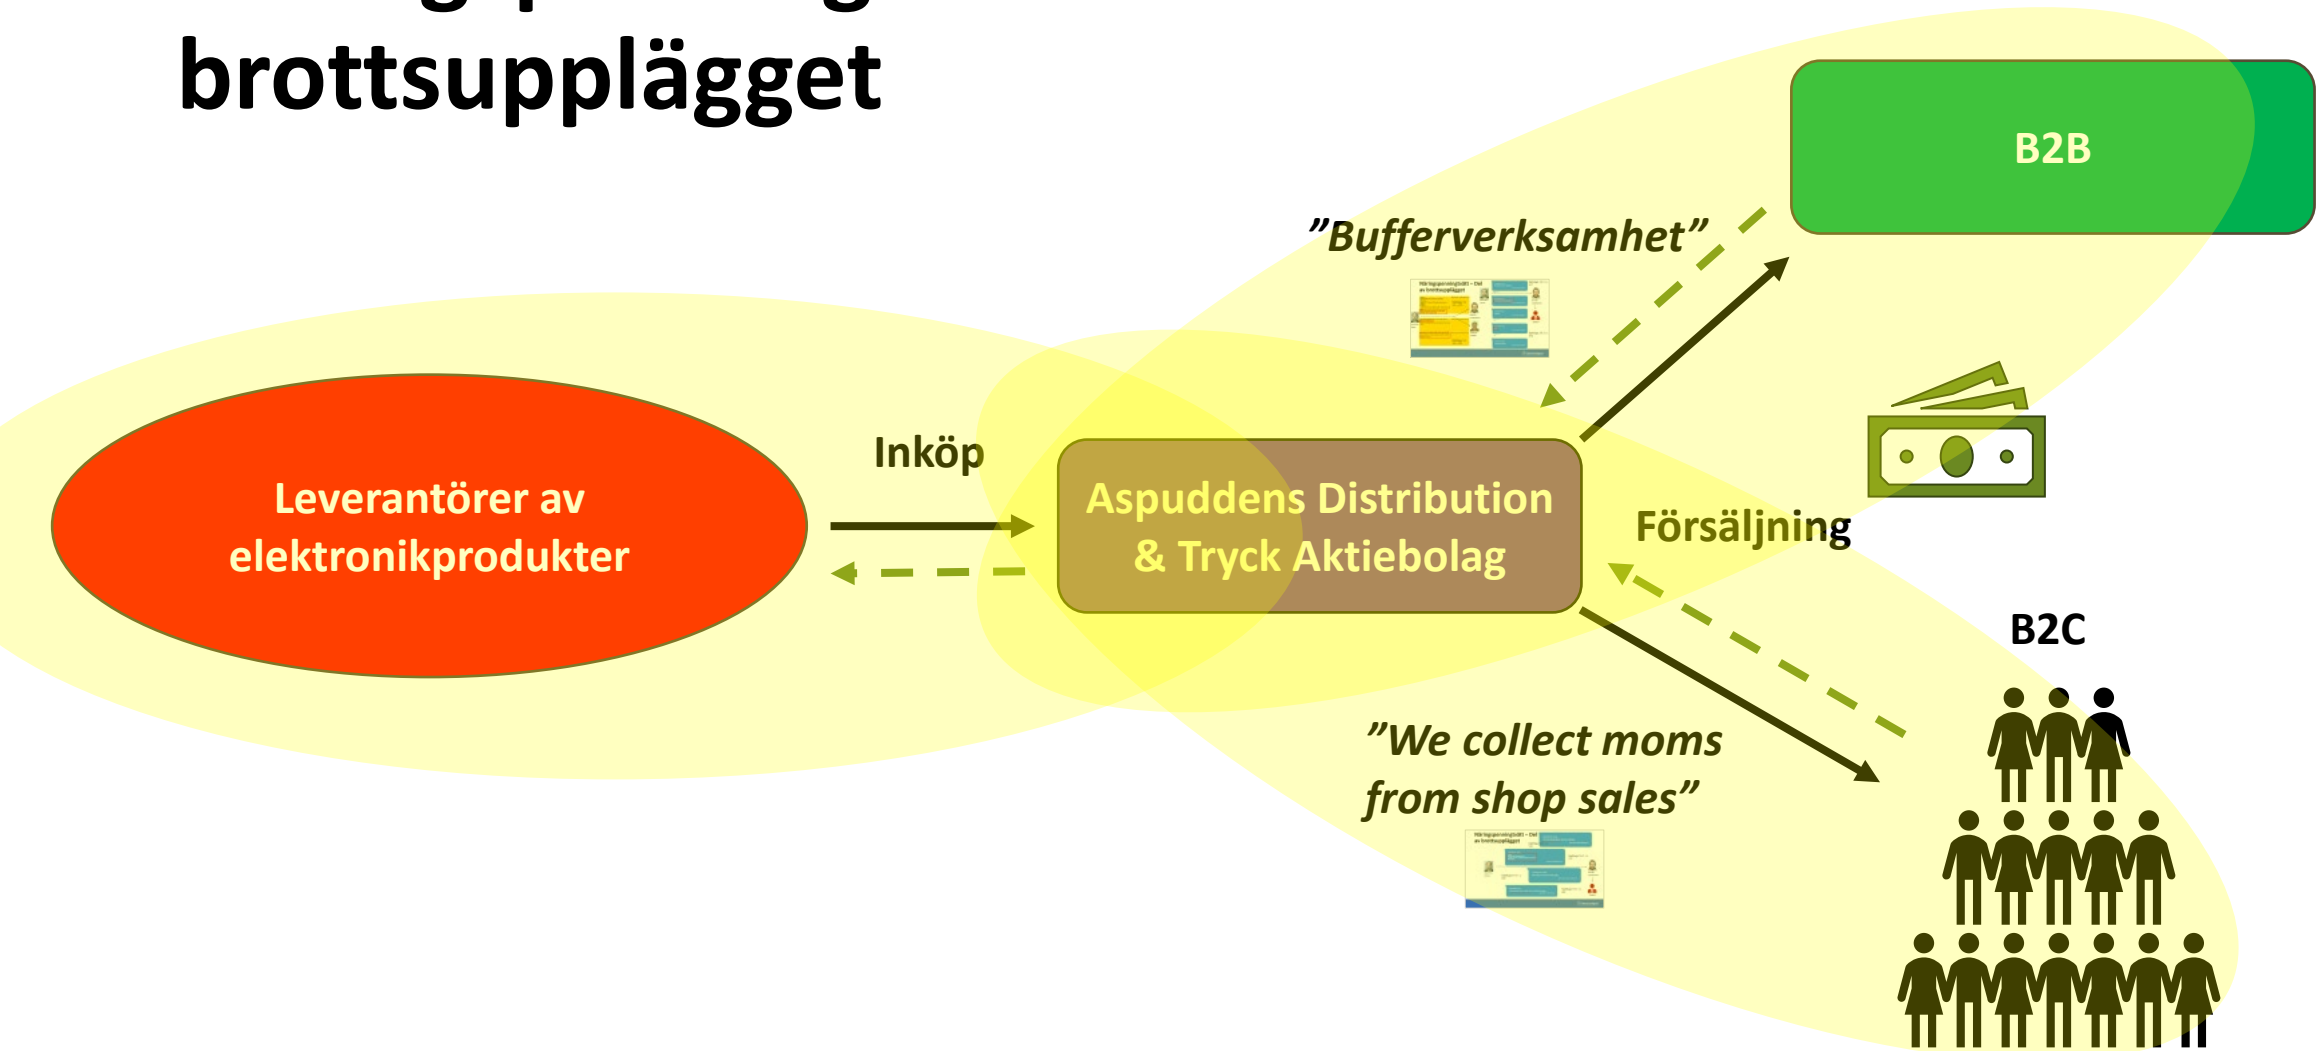 brottsupplägget
B2B
”Bufferverksamhet”
Inköp
Leverantörer av
elektronikprodukter
Aspuddens Distribution
& Tryck Aktiebolag
Försäljning
B2C
”We collect moms
from shop sales”